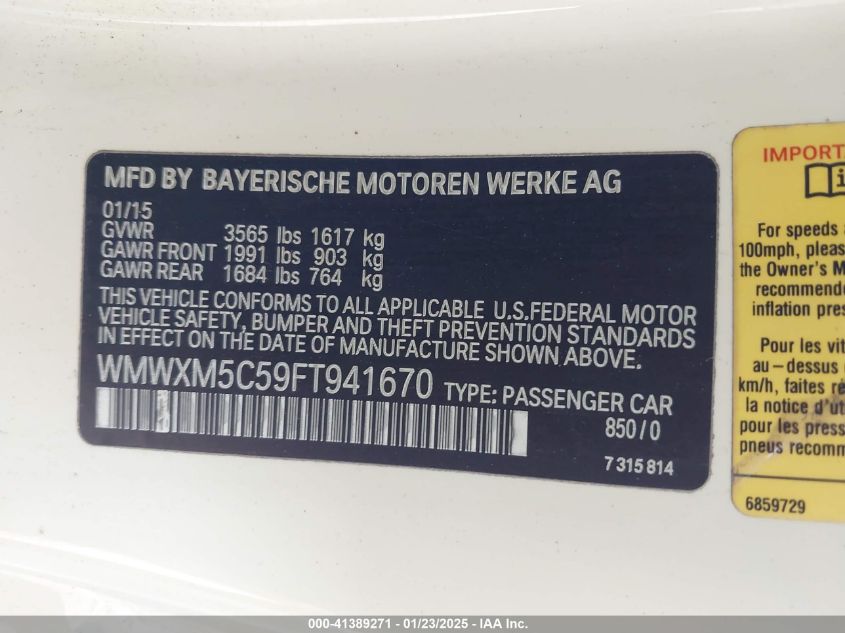 MFD BY BAYERISCHE MOTOREN WERKE AG
01/15
GVWR 3565 lbs 1617 kg
GAWR FRONT 1991 lbs 903 kg
GAWR REAR 1684 lbs 764 kg
THIS VEHICLE CONFORMS TO ALL APPLICABLE U.S.FEDERAL MOTOR
VEHICLE SAFETY, BUMPER AND THEFT PREVENTION STANDARDS
IN EFFECT ON THE DATE OF MANUFACTURE SHOWN ABOVE.
WMWXM5C59FT941670 TYPE: PASSENGER CAR
850/0
7 315 814
IMPORT
i
For speeds
100mph, pleas
the Owner's M
recommende
inflation pres
Pour les vit
au-dessus
km/h, faites
la notice d'ut
pour les press
pneus recomm
6859729
000-41389271 - 01/23/2025 - IAA Inc.